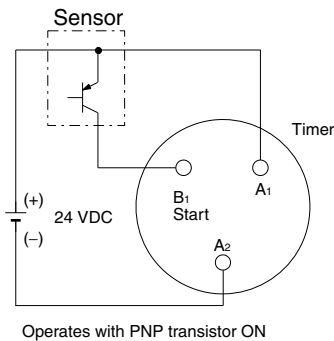 Sensor
Timer
B1
Start
A1
(+)
24 VDC
(−)
A2
Operates with PNP transistor ON